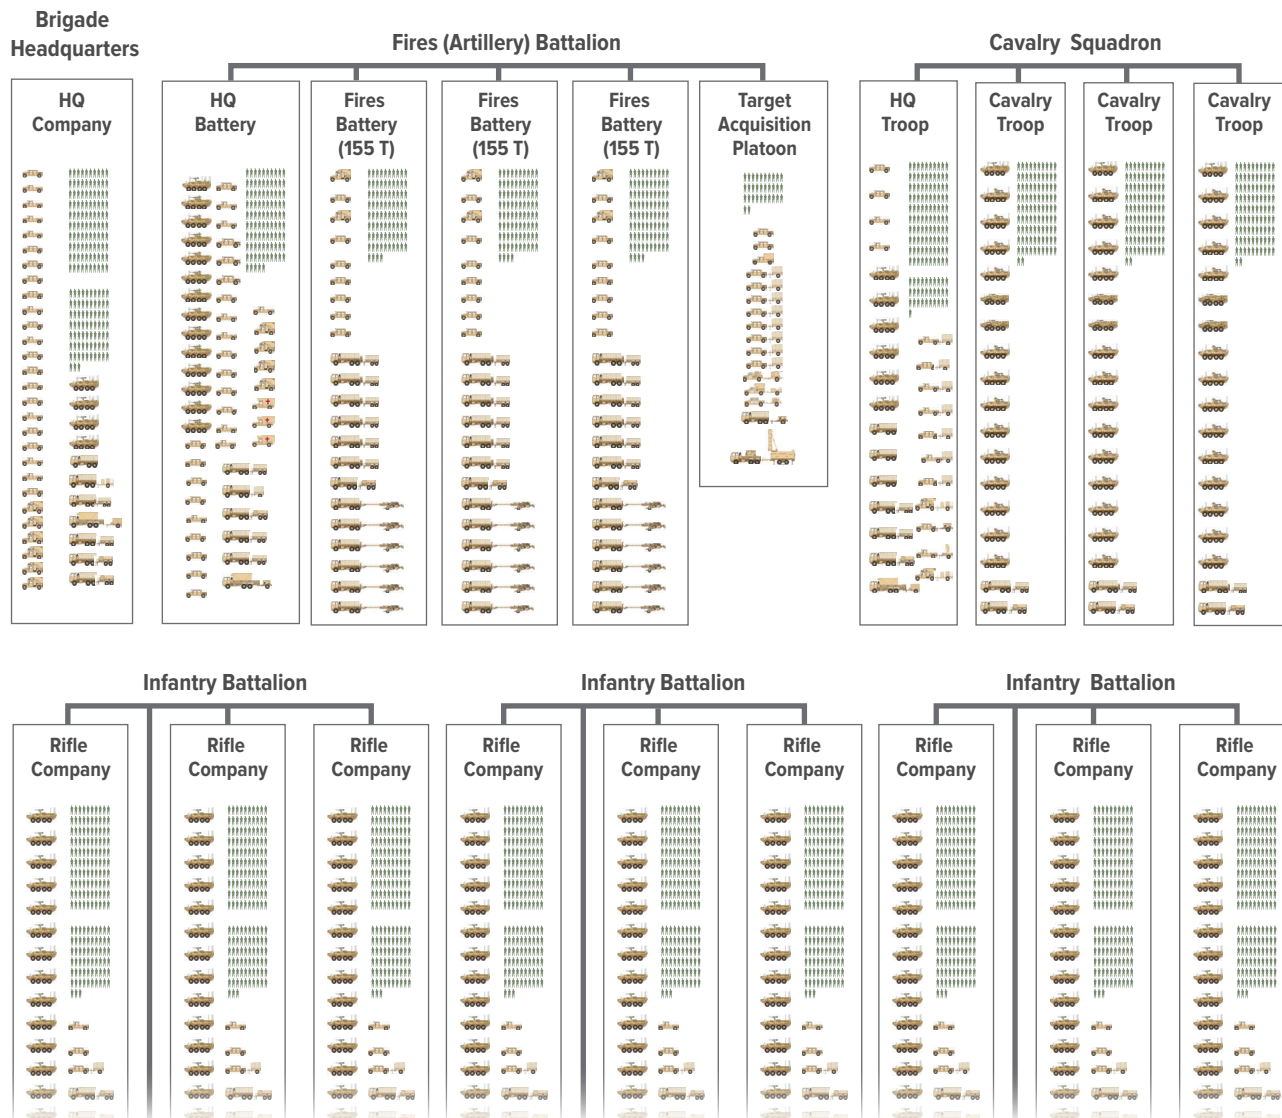 Brigade
Headquarters
Fires (Artillery) Battalion
Cavalry Squadron
HQ
Company
HQ
Battery
Fires
Battery
(155 T)
Fires
Battery
(155 T)
Fires
Battery
(155 T)
Target
Acquisition
Platoon
HQ
Troop
Cavalry
Troop
Cavalry
Troop
Cavalry
Troop
Infantry Battalion
Infantry Battalion
Infantry Battalion
Rifle
Company
Rifle
Company
Rifle
Company
Rifle
Company
Rifle
Company
Rifle
Company
Rifle
Company
Rifle
Company
Rifle
Company